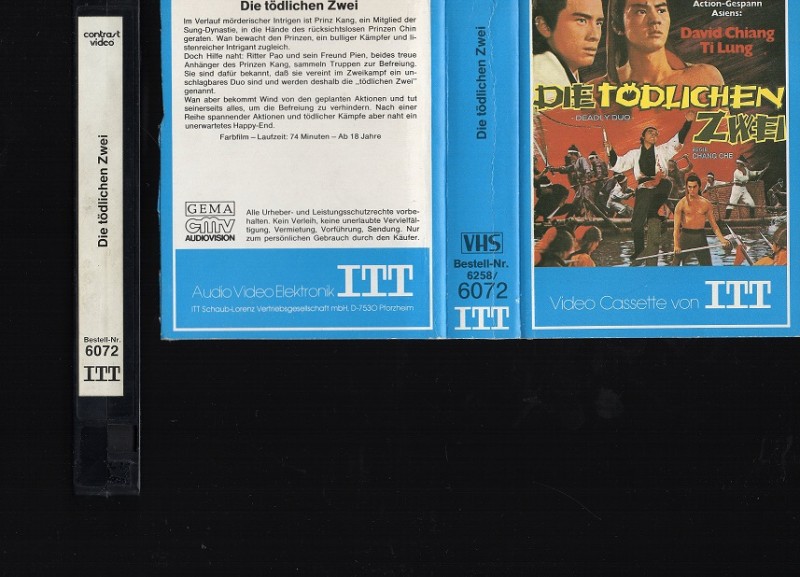 contrast
video
Die tödlichen Zwei
Bestell-Nr.
6072
ITT
Die tödlichen Zwei
Im Verlauf mörderischer Intrigen ist Prinz Kang, ein Mitglied der
Sung-Dynastie, in die Hände des rücksichtslosen Prinzen Chin
geraten. Wan bewacht den Prinzen, ein bulliger Kämpfer und li-
stenreicher Intrigant zugleich.
Doch Hilfe naht: Ritter Pao und sein Freund Pien, beides treue
Anhänger des Prinzen Kang, sammeln Truppen zur Befreiung.
Sie sind dafür bekannt, daß sie vereint im Zweikampf ein un-
schlagbares Duo sind und werden deshalb die „tödlichen Zwei"
genannt.
Wan aber bekommt Wind von den geplanten Aktionen und tut
seinerseits alles, um die Befreiung zu verhindern. Nach einer
Reihe spannender Aktionen und tödlicher Kämpfe aber naht ein
unerwartetes Happy-End.
Farbfilm – Laufzeit: 74 Minuten – Ab 18 Jahre
GEMA
cmv
AUDIOVISION
Alle Urheber- und Leistungsschutzrechte vorbe-
halten. Kein Verleih, keine unerlaubte Vervielfäl-
tigung, Vermietung, Vorführung, Sendung. Nur
zum persönlichen Gebrauch durch den Käufer.
Audio Video Elektronik ITT
ITT Schaub-Lorenz Vertriebsgesellschaft mbH, D-7530 Pforzheim
Die tödlichen Zwei
VHS
Bestell-Nr.
6258/
6072
ITT
Action-Gespann
Asiens:
David Chiang
Ti Lung
DIE TÖDLICHEN
ZWEI
- DEADLY DUO -
REGIE
CHANG CHE
Video Cassette von ITT